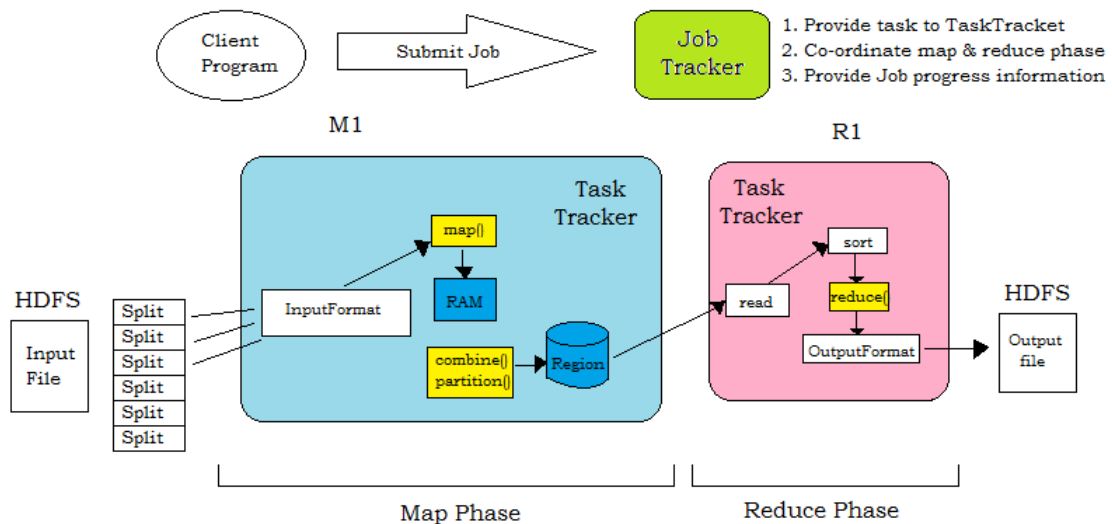 Client
Program
Submit Job
Job
Tracker
1. Provide task to TaskTracket
2. Co-ordinate map & reduce phase
3. Provide Job progress information
M1
R1
Task
Tracker
map()
RAM
InputFormat
combine()
partition()
Region
Task
Tracker
sort
read
reduce()
OutputFormat
HDFS
Input
File
Split
Split
Split
Split
Split
Split
HDFS
Output
file
Map Phase
Reduce Phase